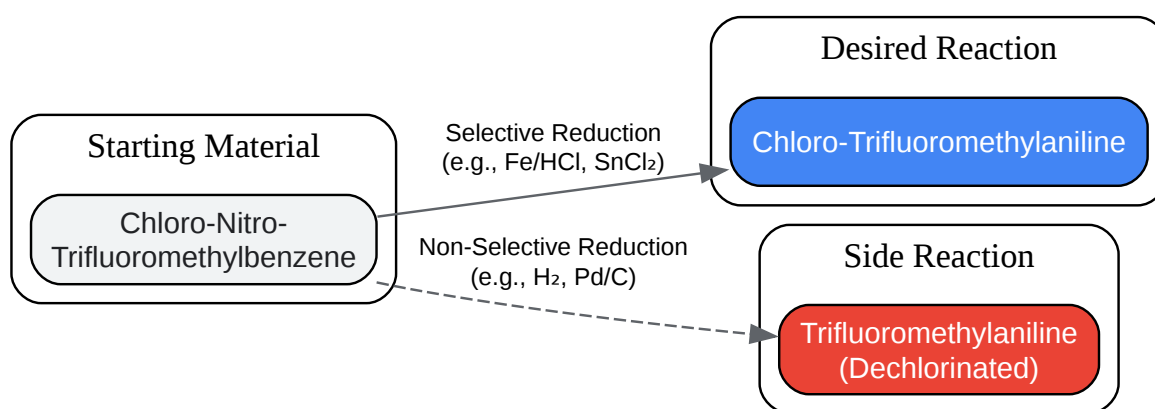 Starting Material
Chloro-Nitro-
Trifluoromethylbenzene
Selective Reduction
(e.g., Fe/HCl, SnCl₂)
Non-Selective Reduction
(e.g., H₂, Pd/C)
Desired Reaction
Chloro-Trifluoromethylaniline
Side Reaction
Trifluoromethylaniline
(Dechlorinated)